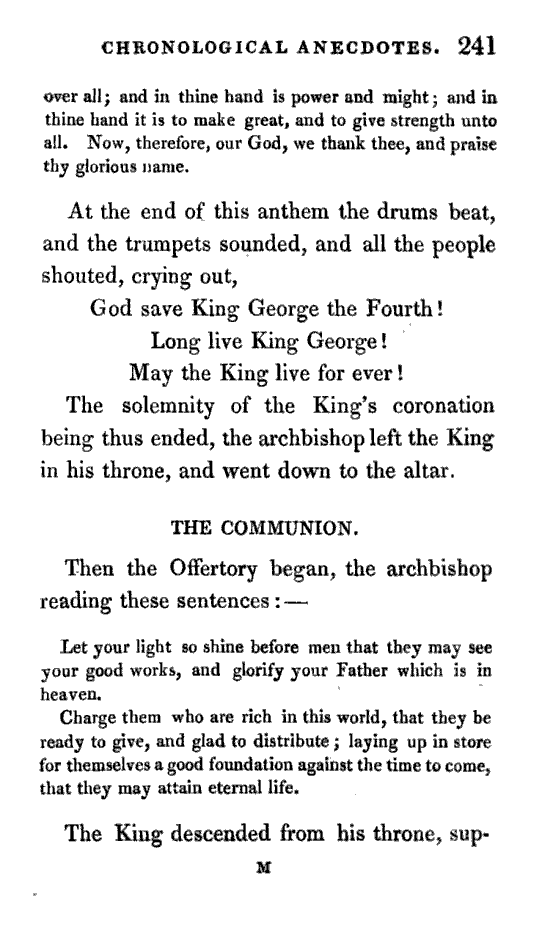 CHRONOLOGICAL ANECDOTES. 241
over all; and in thine hand is power and might; and in
thine hand it is to make great, and to give strength unto
all. Now, therefore, our God, we thank thee, and praise
thy glorious name.
At the end of this anthem the drums beat,
and the trumpets sounded, and all the people
shouted, crying out,
God save King George the Fourth!
Long live King George!
May the King live for ever!
The solemnity of the King's coronation
being thus ended, the archbishop left the King
in his throne, and went down to the altar.
THE COMMUNION.
Then the Offertory began, the archbishop
reading these sentences:—
Let your light so shine before men that they may see
your good works, and glorify your Father which is in
heaven.
Charge them who are rich in this world, that they be
ready to give, and glad to distribute; laying up in store
for themselves a good foundation against the time to come,
that they may attain eternal life.
The King descended from his throne, sup-
M